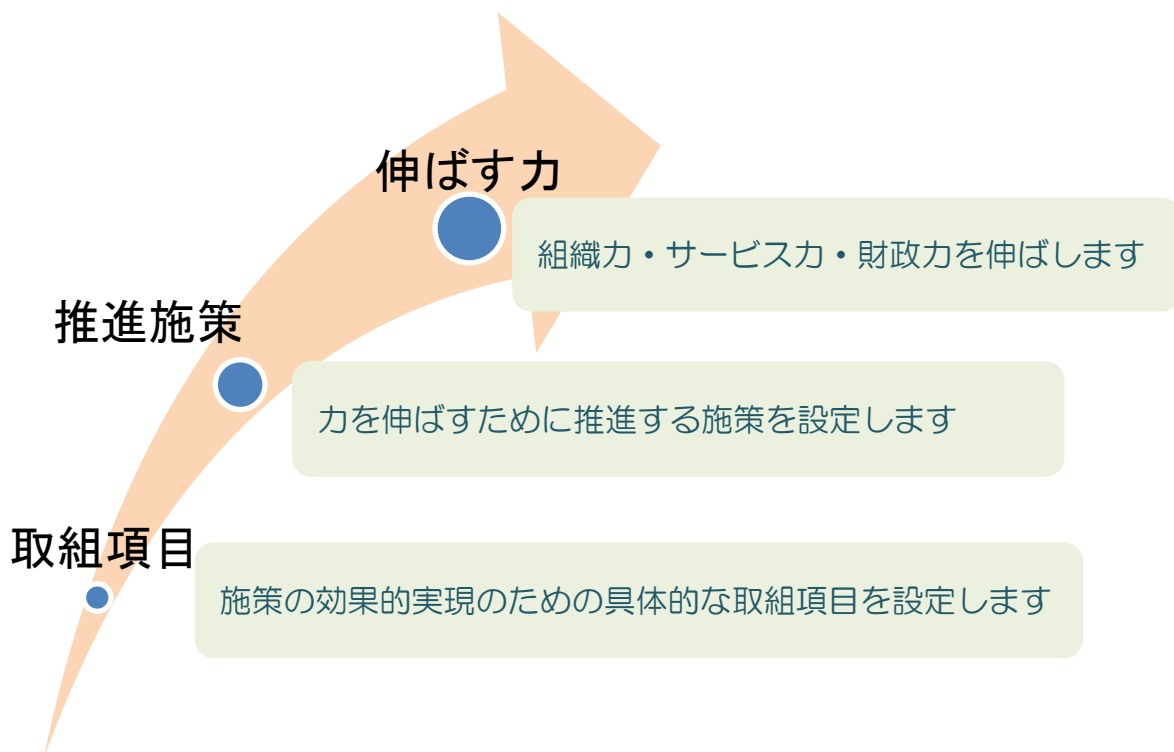 伸ばす力
組織力・サービス力・財政力を伸ばします
推進施策
力を伸ばすために推進する施策を設定します
取組項目
施策の効果的実現のための具体的な取組項目を設定します